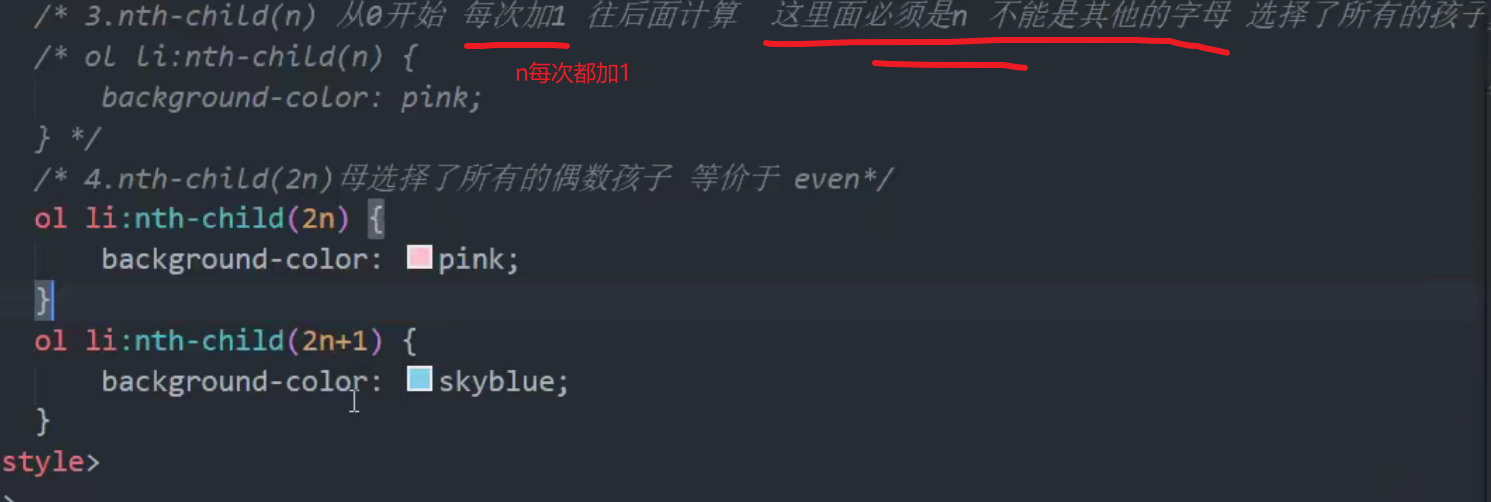 /* 3.nth-child(n) 从0开始 每次加1 往后面计算 这里面必须是n 不能是其他的字母 选择了所有的孩子
/* ol li:nth-child(n) {
n每次都加1
background-color: pink;
} */
/* 4.nth-child(2n)母选择了所有的偶数孩子 等价于 even*/
ol li:nth-child(2n) {
background-color: pink;
}
ol li:nth-child(2n+1) {
background-color: skyblue;
}
style>